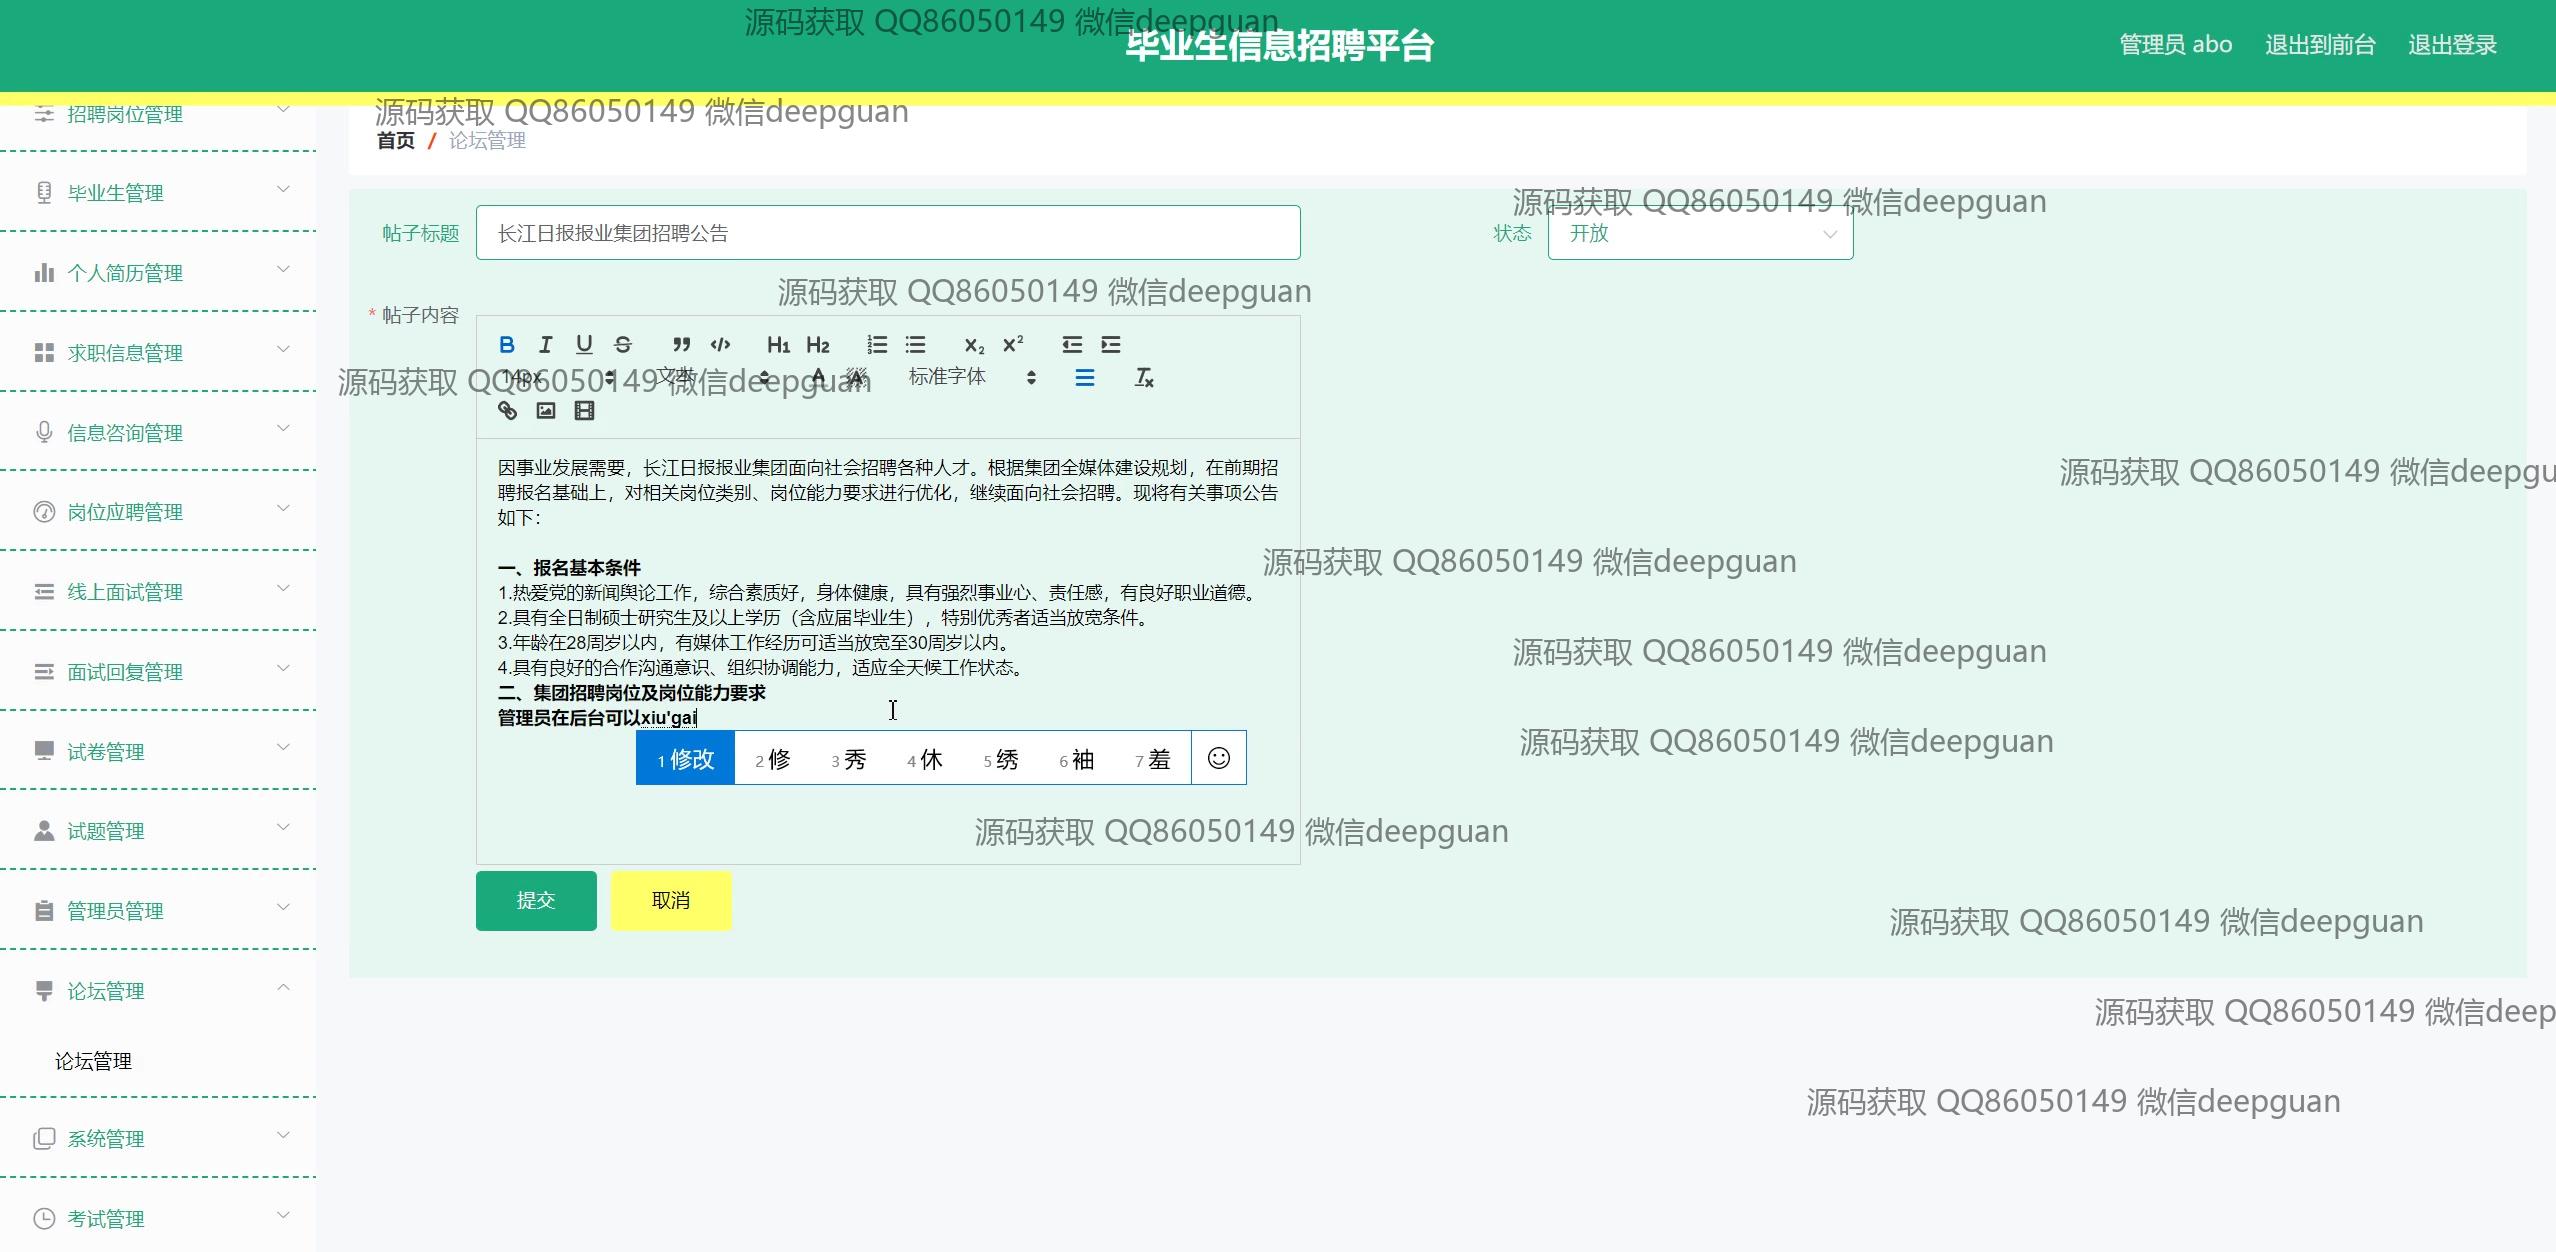 源码获取 QQ86050149 微信deepguan
毕业生信息招聘平台
管理员 abo
退出到前台
退出登录
招聘岗位管理
源码获取 QQ86050149 微信deepguan
首页 / 论坛管理
毕业生管理
源码获取 QQ86050149 微信deepguan
帖子标题
长江日报报业集团招聘公告
状态
开放
个人简历管理
源码获取 QQ86050149 微信deepguan
* 帖子内容
B I U S H1 H2 x2 x2
求职信息管理
源码获取 QQ86050149 微信deepguan
14px
文本
标准字体
信息咨询管理
因事业发展需要，长江日报报业集团面向社会招聘各种人才。根据集团全媒体建设规划，在前期招
聘报名基础上，对相关岗位类别、岗位能力要求进行优化，继续面向社会招聘。现将有关事项公告
如下：
源码获取 QQ86050149 微信deepgu
岗位应聘管理
一、报名基本条件
源码获取 QQ86050149 微信deepguan
1.热爱党的新闻舆论工作，综合素质好，身体健康，具有强烈事业心、责任感，有良好职业道德。
线上面试管理
2.具有全日制硕士研究生及以上学历（含应届毕业生），特别优秀者适当放宽条件。
3.年龄在28周岁以内，有媒体工作经历可适当放宽至30周岁以内。
源码获取 QQ86050149 微信deepguan
4.具有良好的合作沟通意识、组织协调能力，适应全天候工作状态。
面试回复管理
二、集团招聘岗位及岗位能力要求
管理员在后台可以xiu'gai
源码获取 QQ86050149 微信deepguan
试卷管理
1 修改 2 修 3 秀 4 休 5 绣 6 袖 7 羞
试题管理
源码获取 QQ86050149 微信deepguan
提交
取消
管理员管理
源码获取 QQ86050149 微信deepguan
论坛管理
源码获取 QQ86050149 微信deep
论坛管理
源码获取 QQ86050149 微信deepguan
系统管理
考试管理